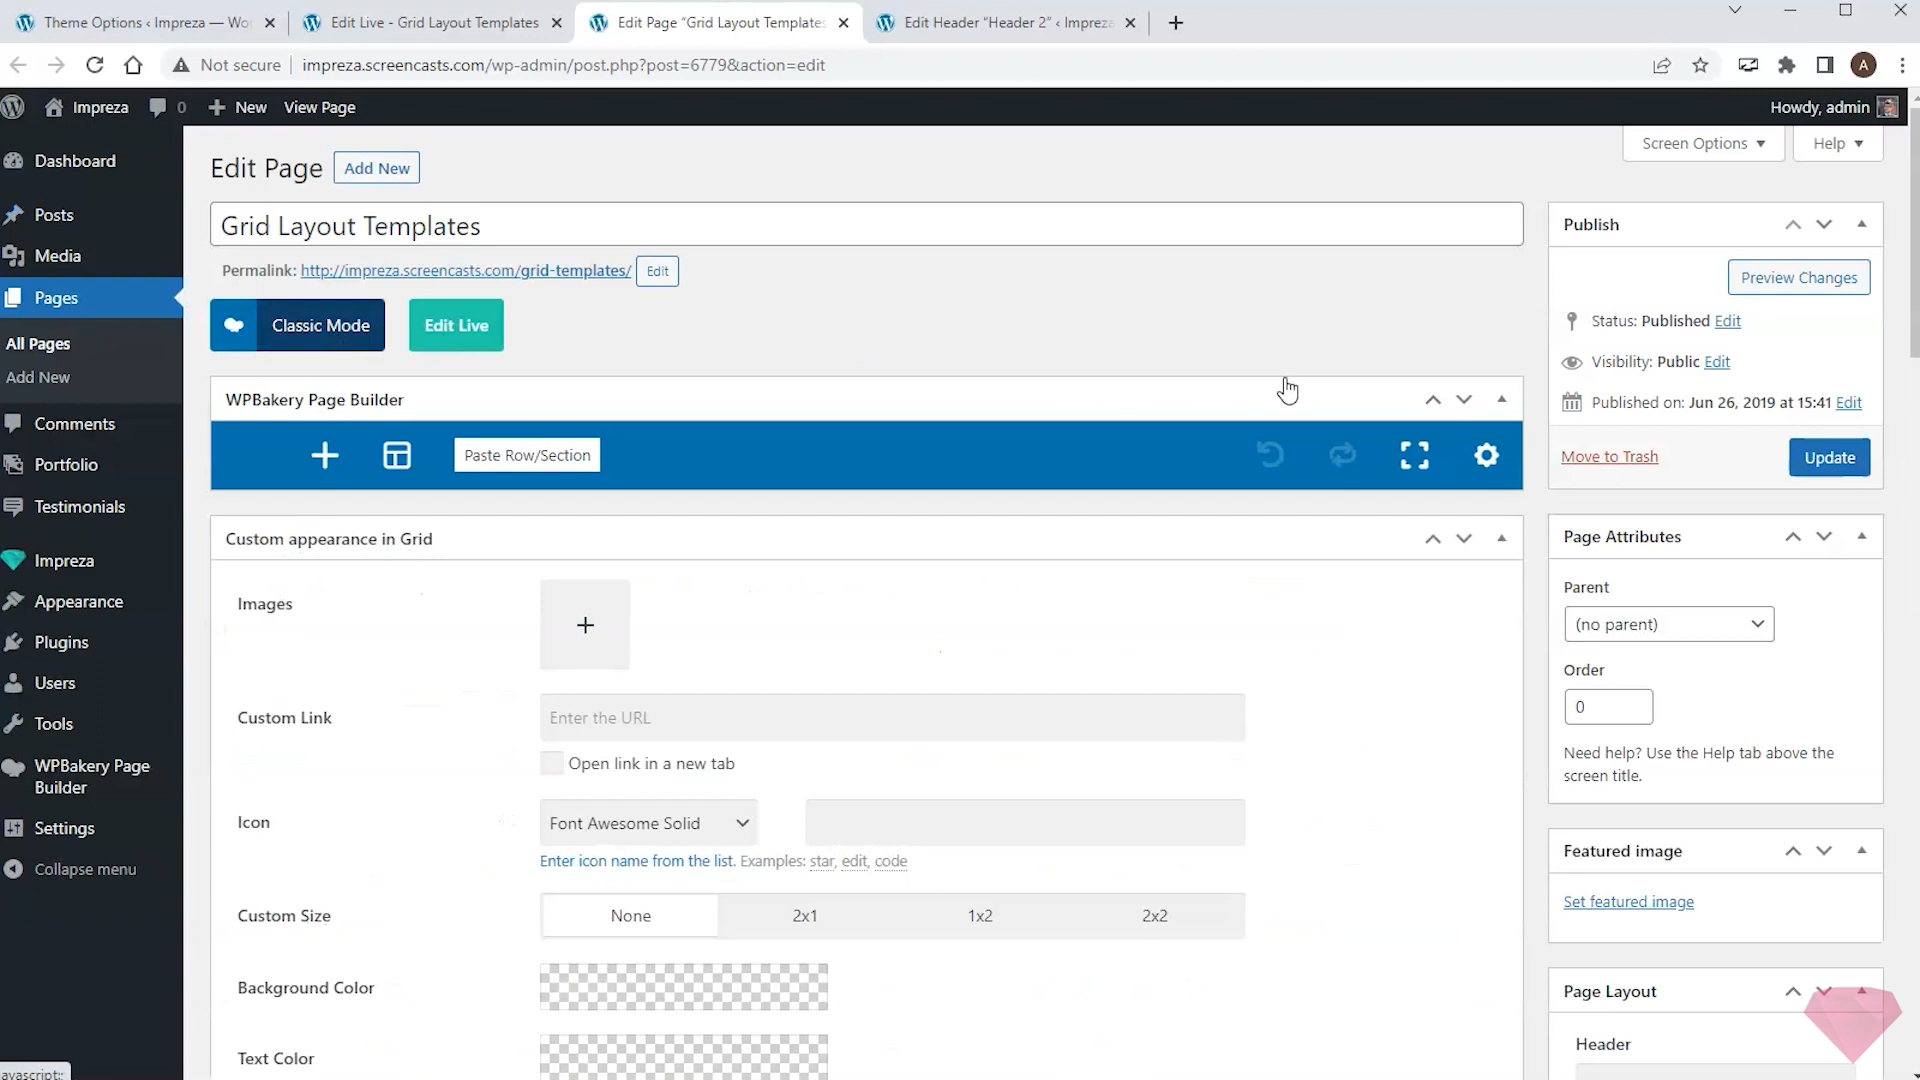 Theme Options ‹ Impreza — Wo
Edit Live - Grid Layout Templates
Edit Page “Grid Layout Templates
Edit Header “Header 2” ‹ Impreza
Not secure
impreza.screencasts.com/wp-admin/post.php?post=6779&action=edit
A
Impreza
0
New
View Page
Howdy, admin
Dashboard
Posts
Media
Pages
All Pages
Add New
Comments
Portfolio
Testimonials
Impreza
Appearance
Plugins
Users
Tools
WPBakery Page
Builder
Settings
Collapse menu
avascript:;
Screen Options
Help
Edit Page
Add New
Grid Layout Templates
Permalink: http://impreza.screencasts.com/grid-templates/ Edit
Classic Mode
Edit Live
WPBakery Page Builder
Paste Row/Section
Custom appearance in Grid
Images
Custom Link
Enter the URL
Open link in a new tab
Icon
Font Awesome Solid
Enter icon name from the list. Examples: star, edit, code
Custom Size
None
2x1
1x2
2x2
Background Color
Text Color
Publish
Preview Changes
Status: Published Edit
Visibility: Public Edit
Published on: Jun 26, 2019 at 15:41 Edit
Move to Trash
Update
Page Attributes
Parent
(no parent)
Order
0
Need help? Use the Help tab above the
screen title.
Featured image
Set featured image
Page Layout
Header